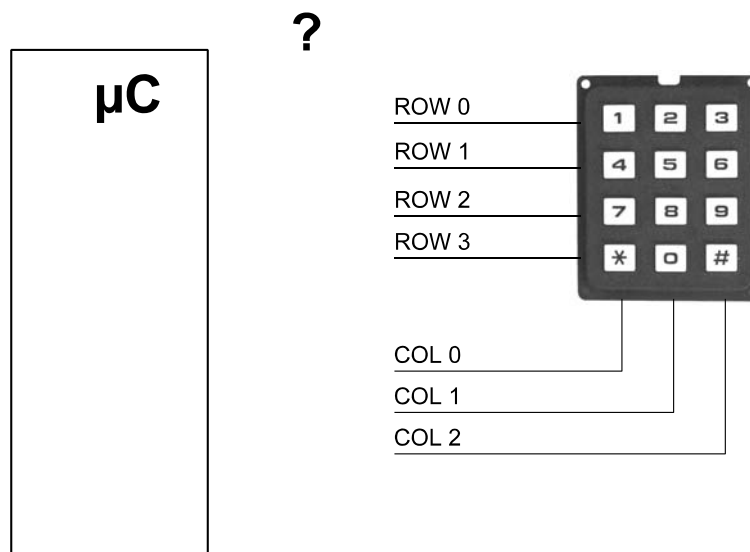 ?
µC
ROW 0
1 2 3
ROW 1
4 5 6
ROW 2
7 8 9
ROW 3
* 0 #
COL 0
COL 1
COL 2